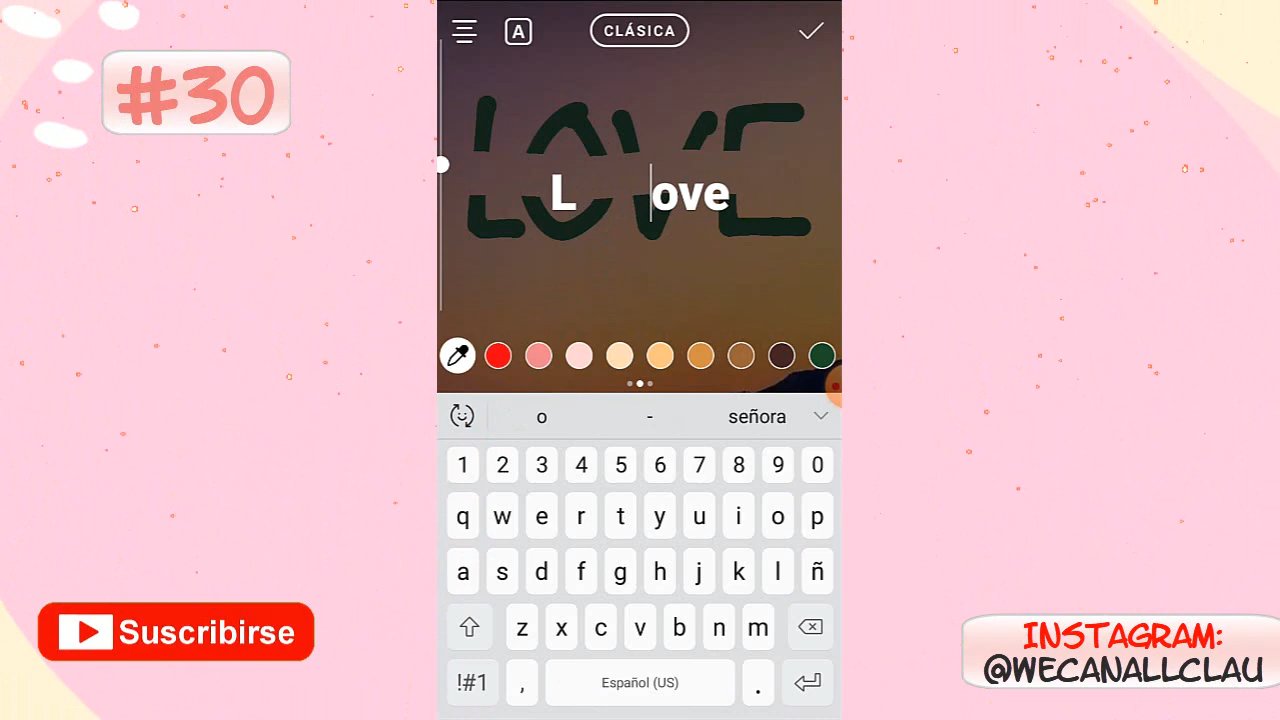 #30
A
CLÁSICA
LOVE
L ove
o - señora
1 2 3 4 5 6 7 8 9 0
q w e r t y u i o p
a s d f g h j k l ñ
z x c v b n m
!#1 , Español (US) .
Suscribirse
INSTAGRAM:
@WECANALLCLAU